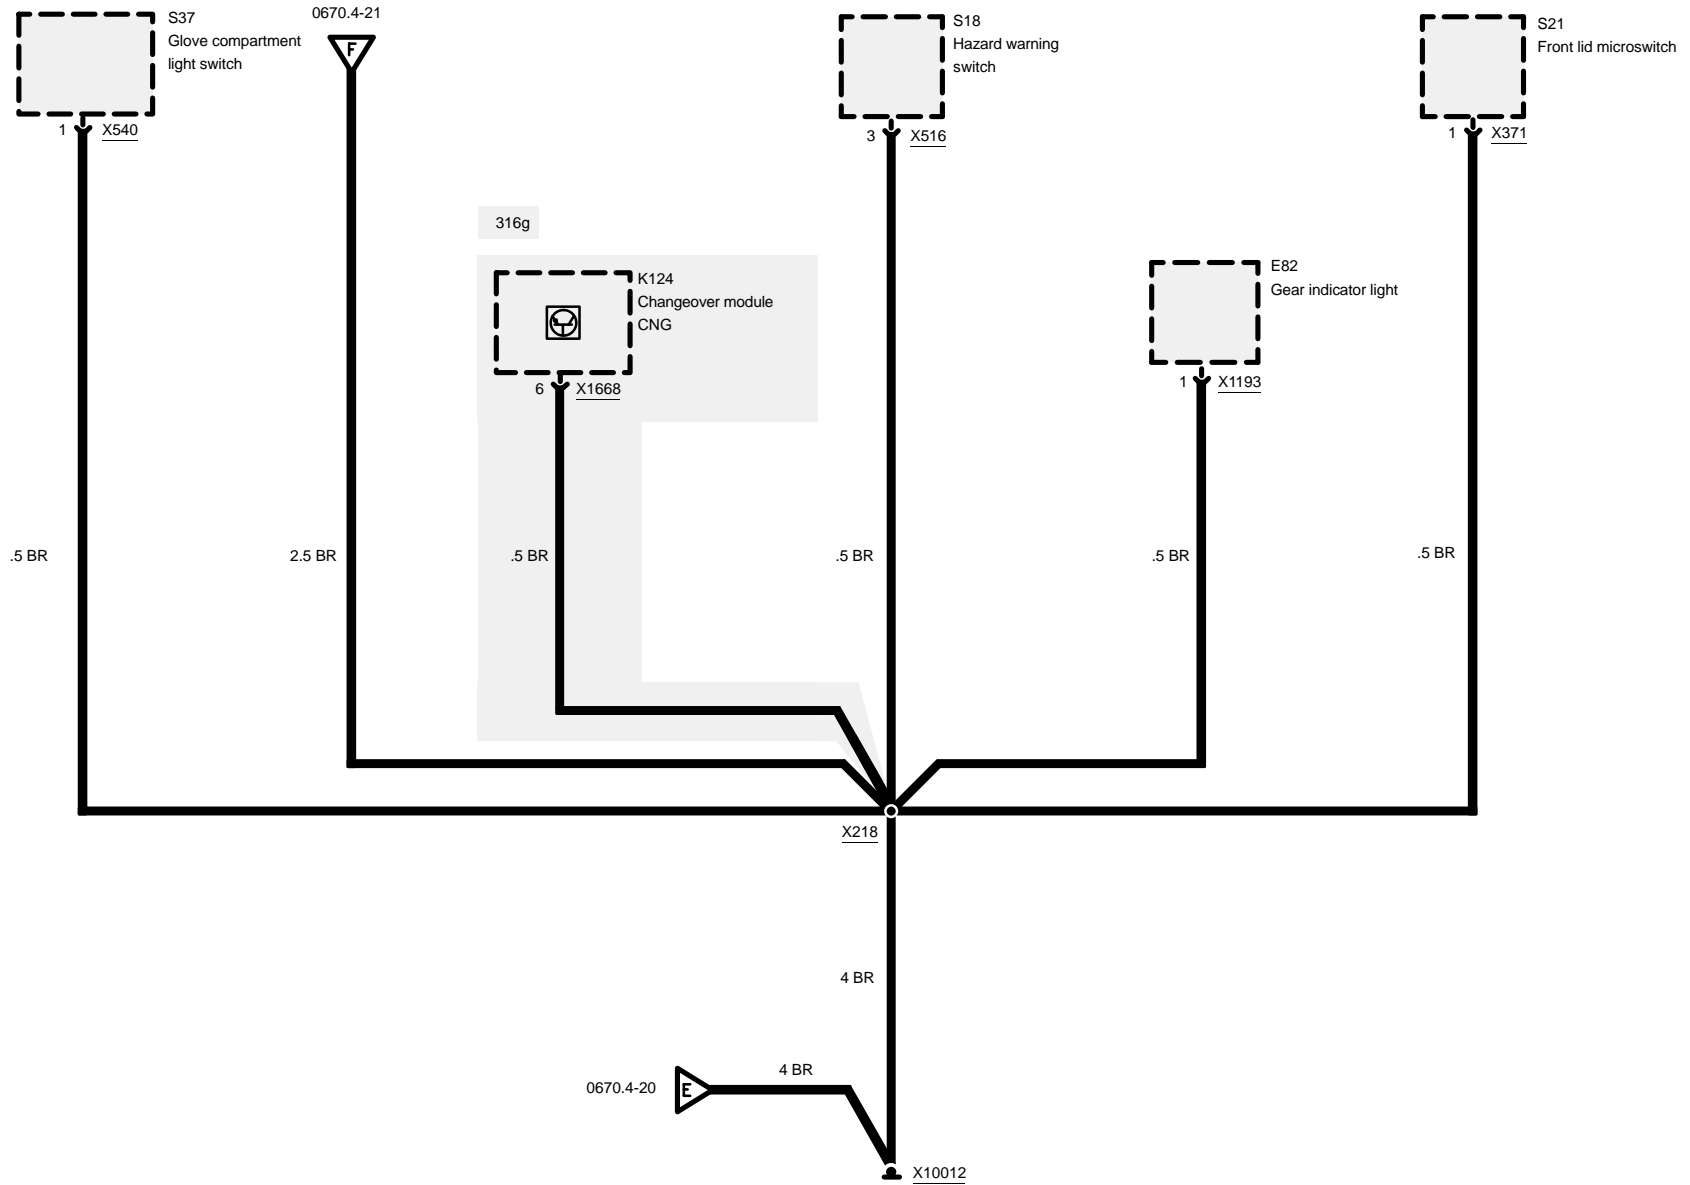 S37
Glove compartment
light switch
1
X540
0670.4-21
F
S18
Hazard warning
switch
3
X516
S21
Front lid microswitch
1
X371
316g
K124
Changeover module
CNG
6
X1668
E82
Gear indicator light
1
X1193
.5 BR
2.5 BR
.5 BR
.5 BR
.5 BR
.5 BR
X218
4 BR
4 BR
0670.4-20
E
X10012